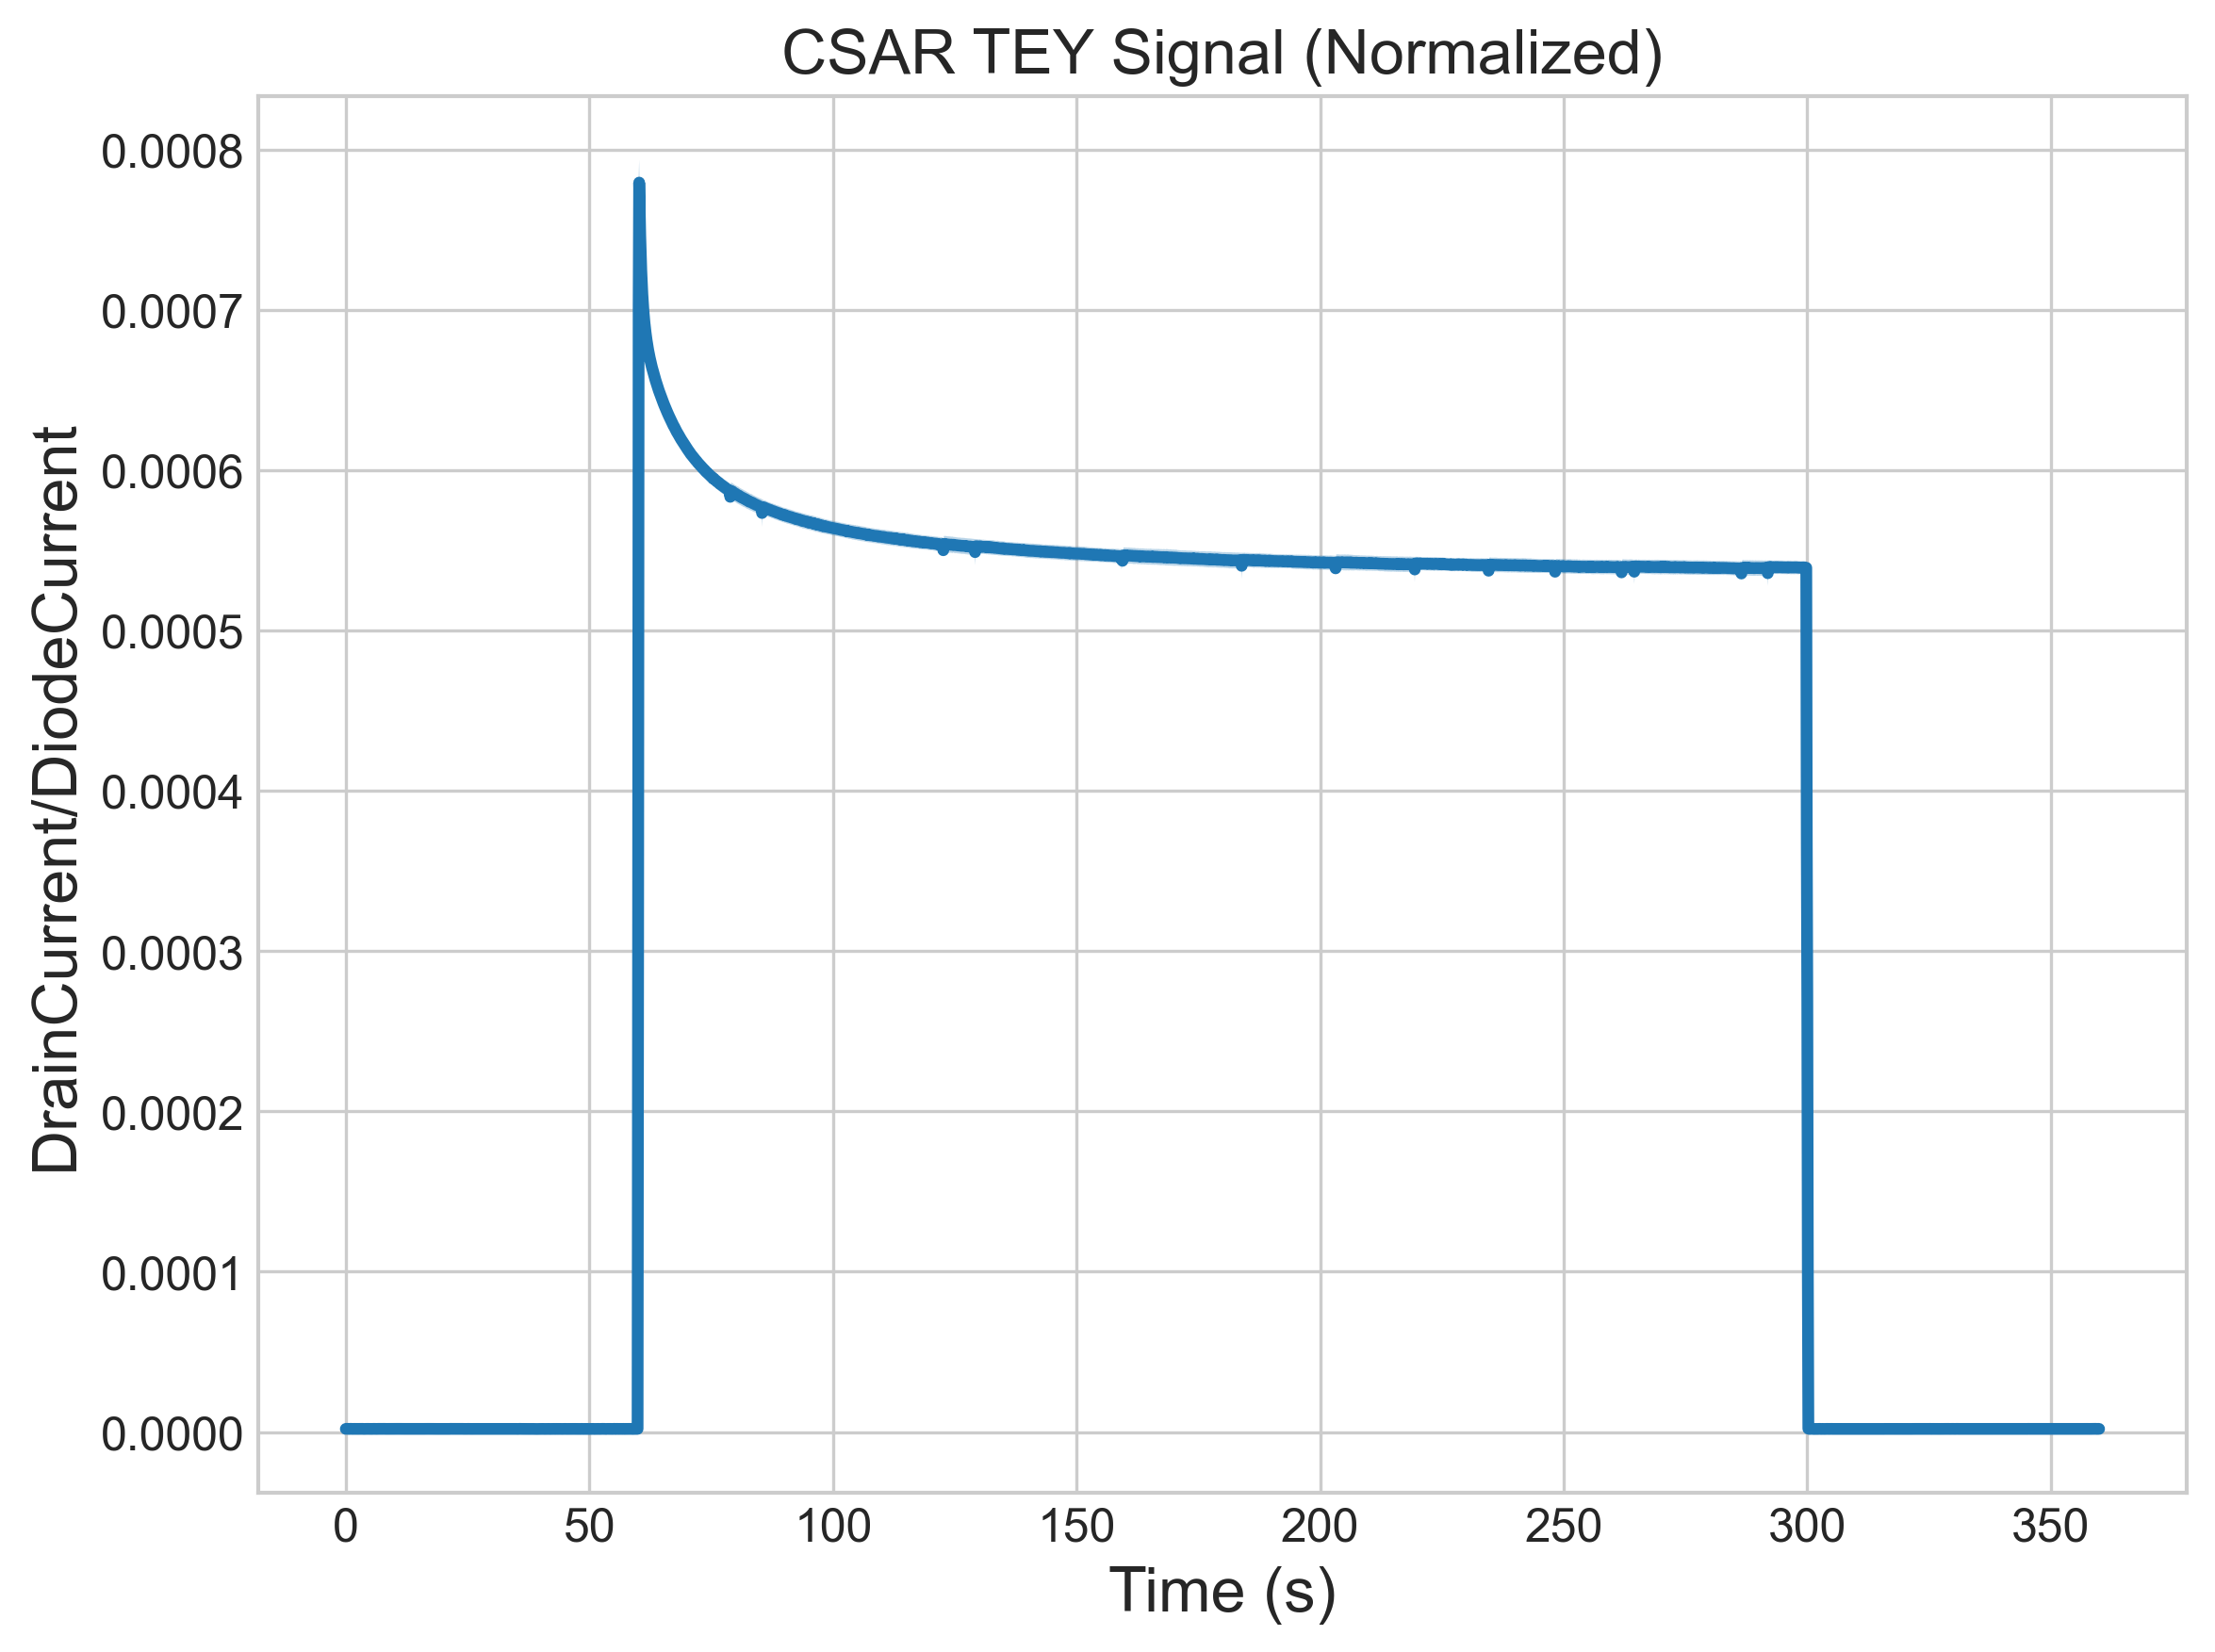 CSAR TEY Signal (Normalized)
DrainCurrent/DiodeCurrent
0.0008
0.0007
0.0006
0.0005
0.0004
0.0003
0.0002
0.0001
0.0000
0 50 100 150 200 250 300 350
Time (s)